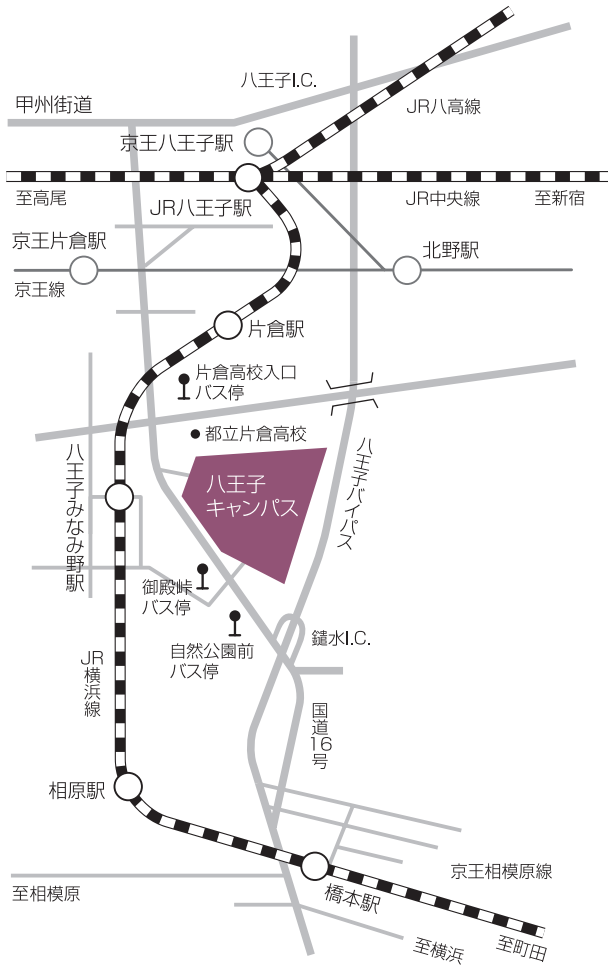 八王子I.C.
甲州街道
JR八高線
京王八王子駅
至高尾
JR中央線
至新宿
JR八王子駅
京王片倉駅
北野駅
京王線
片倉駅
片倉高校入口
バス停
都立片倉高校
八王子バイパス
八王子みなみ野駅
八王子
キャンパス
御殿峠
バス停
自然公園前
バス停
鑓水I.C.
JR横浜線
国道16号
相原駅
京王相模原線
至相模原
橋本駅
至横浜
至町田